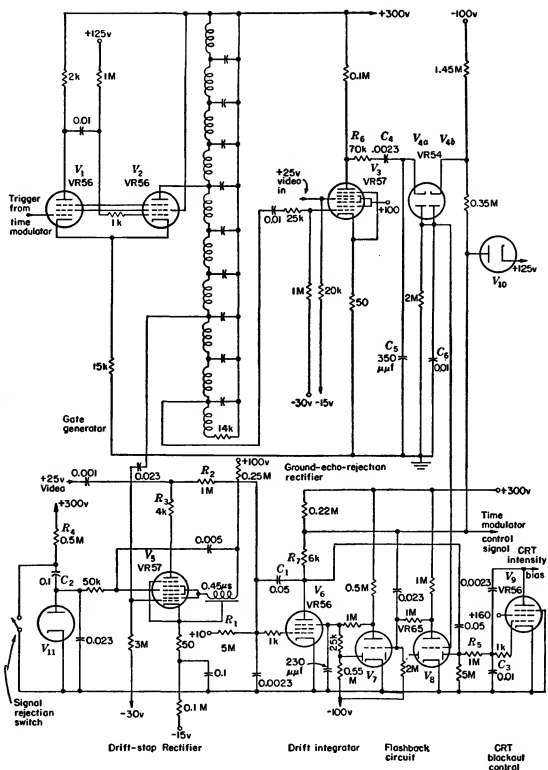 +300v
-100v
+125v
2k
1M
0.01
V1
VR56
V2
VR56
Trigger from
time modulator
1k
15k
Gate
generator
14k
0.1M
R6
70k
C4
.0023
V3
VR57
+25v
video
in
+100
0.01
25k
1M
20k
50
-30v
-15v
Ground-echo-rejection
rectifier
1.45M
V4a
V4b
VR54
0.35M
V10
+125v
2M
C5
350
μμf
C6
0.01
+25v
Video
0.001
+300v
R4
0.5M
0.1
C2
50k
V11
0.023
Signal
rejection
switch
0.023
R2
1M
+100v
0.25M
R3
4k
V5
VR57
0.005
0.45μs
3M
50
0.1
-30v
0.1 M
-15v
Drift-stop Rectifier
+10
R1
5M
1k
0.0023
C1
0.05
0.22M
R7
6k
V6
VR56
230
μμf
Drift integrator
0.5M
1M
25k
0.55
M
-100v
V7
0.023
1M
VR65
2M
1M
V8
Flashback
circuit
+300v
Time
modulator
control
signal
0.0023
0.05
R5
1M
5M
C3
0.01
1k
+160
V9
VR56
CRT
intensity
bias
CRT
blackout
control